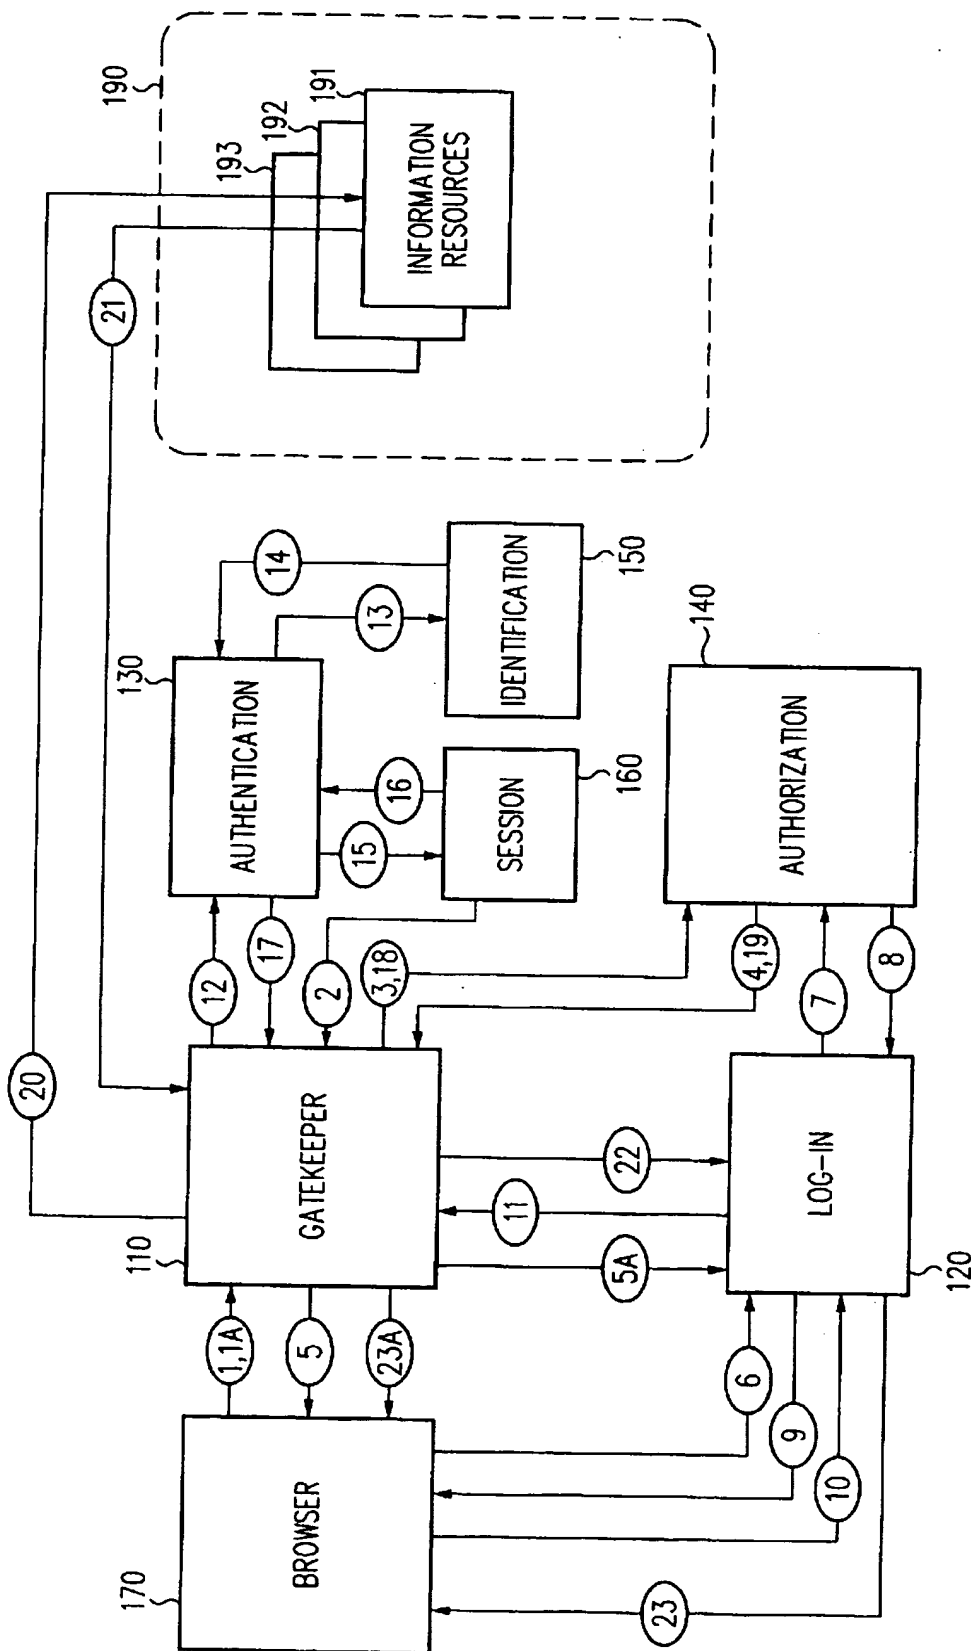 190
193
192
191
INFORMATION
RESOURCES
20
21
130
AUTHENTICATION
14
13
IDENTIFICATION
150
12
17
15
16
SESSION
160
2
3,18
4,19
140
AUTHORIZATION
110
GATEKEEPER
22
11
5A
7
8
LOG-IN
120
1,1A
5
23A
170
BROWSER
6
9
10
23